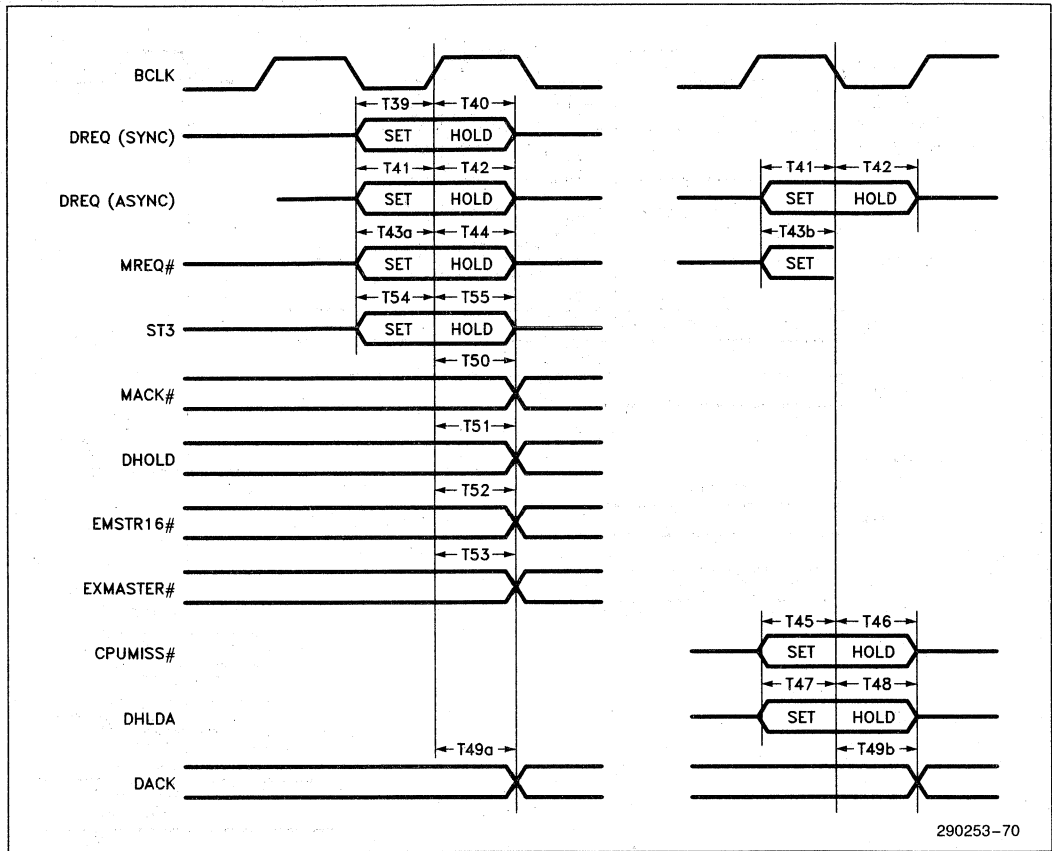 BCLK
T39 T40
DREQ (SYNC) SET HOLD
T41 T42 T41 T42
DREQ (ASYNC) SET HOLD SET HOLD
T43a T44 T43b
MREQ# SET HOLD SET
T54 T55
ST3 SET HOLD
T50
MACK#
T51
DHOLD
T52
EMSTR16#
T53
EXMASTER#
T45 T46
CPUMISS# SET HOLD
T47 T48
DHLDA SET HOLD
T49a T49b
DACK
290253-70